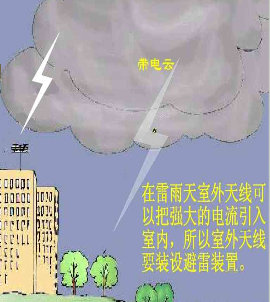 带电云
在雷雨天室外天线可
以把强大的电流引入
室内，所以室外天线
要装设避雷装置。